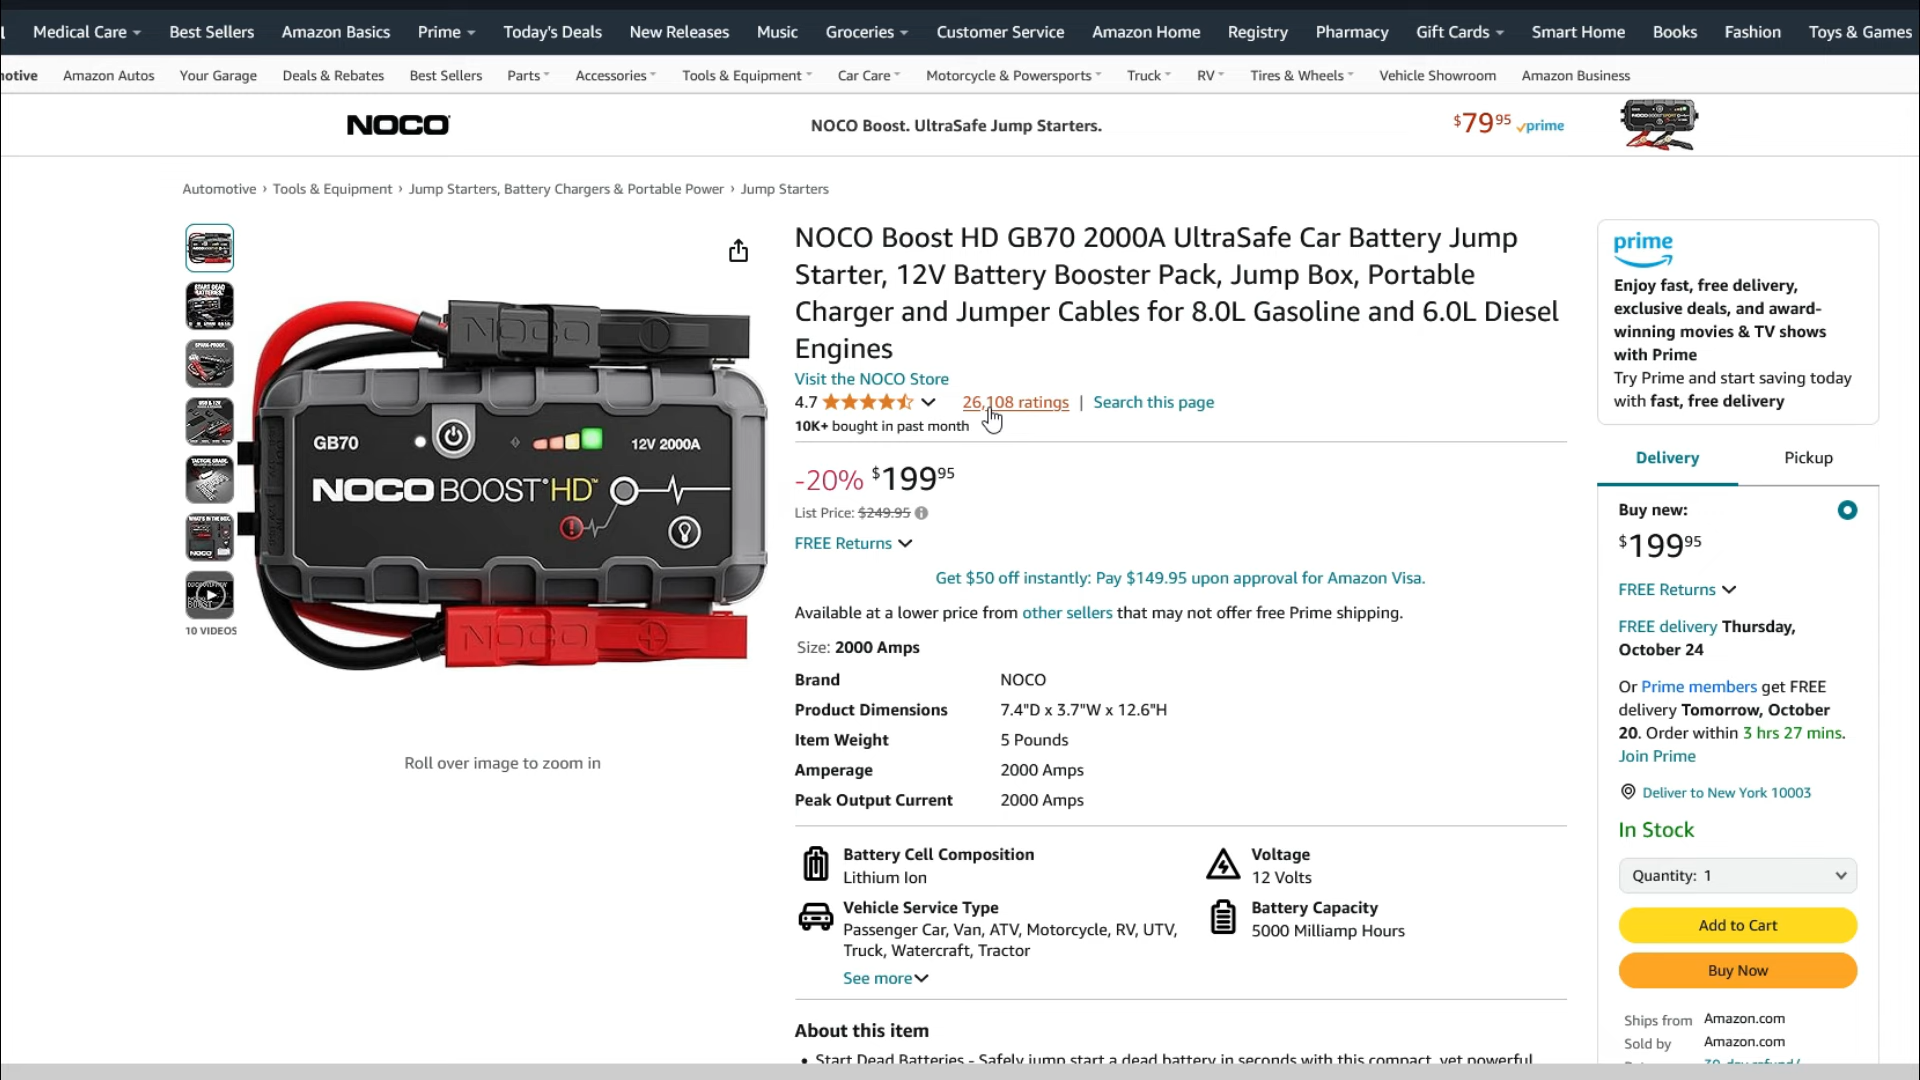 Medical Care
Best Sellers
Amazon Basics
Prime
Today's Deals
New Releases
Music
Groceries
Customer Service
Amazon Home
Registry
Pharmacy
Gift Cards
Smart Home
Books
Fashion
Toys & Games
Amazon Autos
Your Garage
Deals & Rebates
Best Sellers
Parts
Accessories
Tools & Equipment
Car Care
Motorcycle & Powersports
Truck
RV
Tires & Wheels
Vehicle Showroom
Amazon Business
NOCO
NOCO Boost. UltraSafe Jump Starters.
$79 95 prime
Automotive › Tools & Equipment › Jump Starters, Battery Chargers & Portable Power › Jump Starters
10 VIDEOS
NOCO
GB70
12V 2000A
NOCO BOOST HD™
NOCO
Roll over image to zoom in
NOCO Boost HD GB70 2000A UltraSafe Car Battery Jump
Starter, 12V Battery Booster Pack, Jump Box, Portable
Charger and Jumper Cables for 8.0L Gasoline and 6.0L Diesel
Engines
Visit the NOCO Store
4.7
26,108 ratings | Search this page
10K+ bought in past month
-20% $199 95
List Price: $249.95
FREE Returns
Get $50 off instantly: Pay $149.95 upon approval for Amazon Visa.
Available at a lower price from other sellers that may not offer free Prime shipping.
Size: 2000 Amps
Brand NOCO
Product Dimensions 7.4"D x 3.7"W x 12.6"H
Item Weight 5 Pounds
Amperage 2000 Amps
Peak Output Current 2000 Amps
Battery Cell Composition
Lithium Ion
Voltage
12 Volts
Vehicle Service Type
Passenger Car, Van, ATV, Motorcycle, RV, UTV,
Truck, Watercraft, Tractor
Battery Capacity
5000 Milliamp Hours
See more
About this item
• Start Dead Batteries - Safely jump start a dead battery in seconds with this compact, yet powerful,
prime
Enjoy fast, free delivery,
exclusive deals, and award-
winning movies & TV shows
with Prime
Try Prime and start saving today
with fast, free delivery
Delivery
Pickup
Buy new:
$199 95
FREE Returns
FREE delivery Thursday,
October 24
Or Prime members get FREE
delivery Tomorrow, October
20. Order within 3 hrs 27 mins.
Join Prime
Deliver to New York 10003
In Stock
Quantity: 1
Add to Cart
Buy Now
Ships from Amazon.com
Sold by Amazon.com